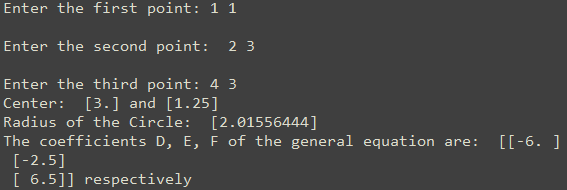 Enter the first point: 1 1
Enter the second point:  2 3
Enter the third point: 4 3
Center:  [3.] and [1.25]
Radius of the Circle:  [2.01556444]
The coefficients D, E, F of the general equation are:  [[-6. ]
 [-2.5]
 [ 6.5]] respectively